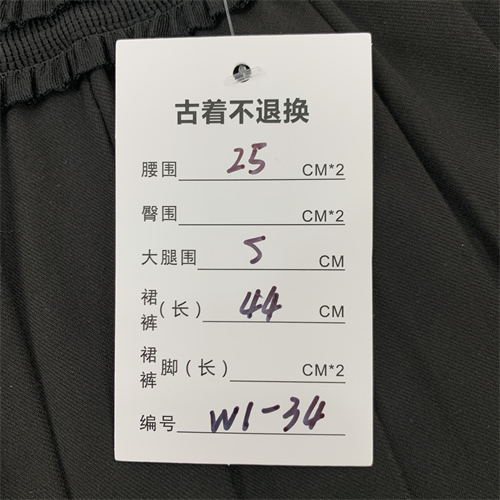 古着不退换
腰围 25 CM*2
臀围 CM*2
大腿围 5 CM
裙裤(长) 44 CM
裙裤脚(长) CM*2
编号 W1-34